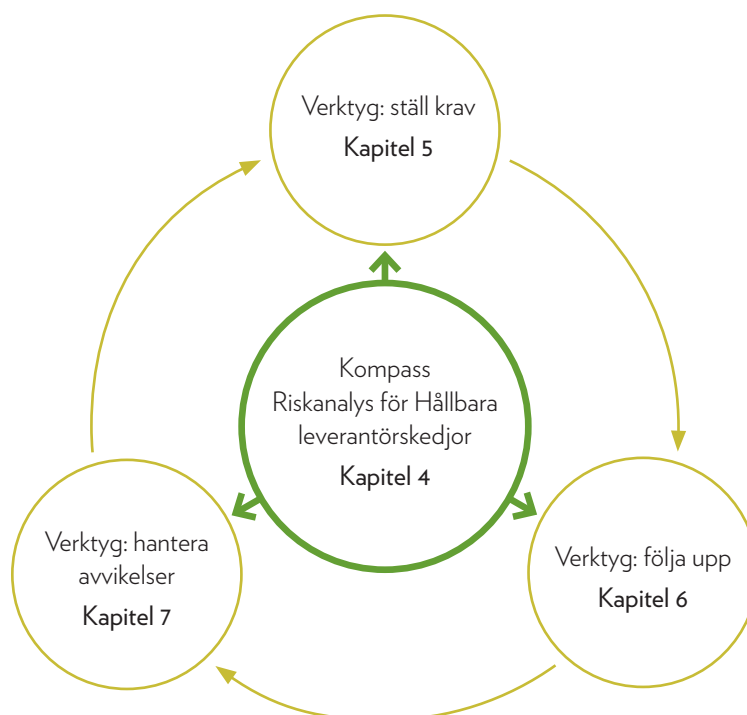 Verktyg: ställ krav
Kapitel 5
Kompass
Riskanalys för Hållbara
leverantörskedjor
Kapitel 4
Verktyg: hantera
avvikelser
Kapitel 7
Verktyg: följa upp
Kapitel 6